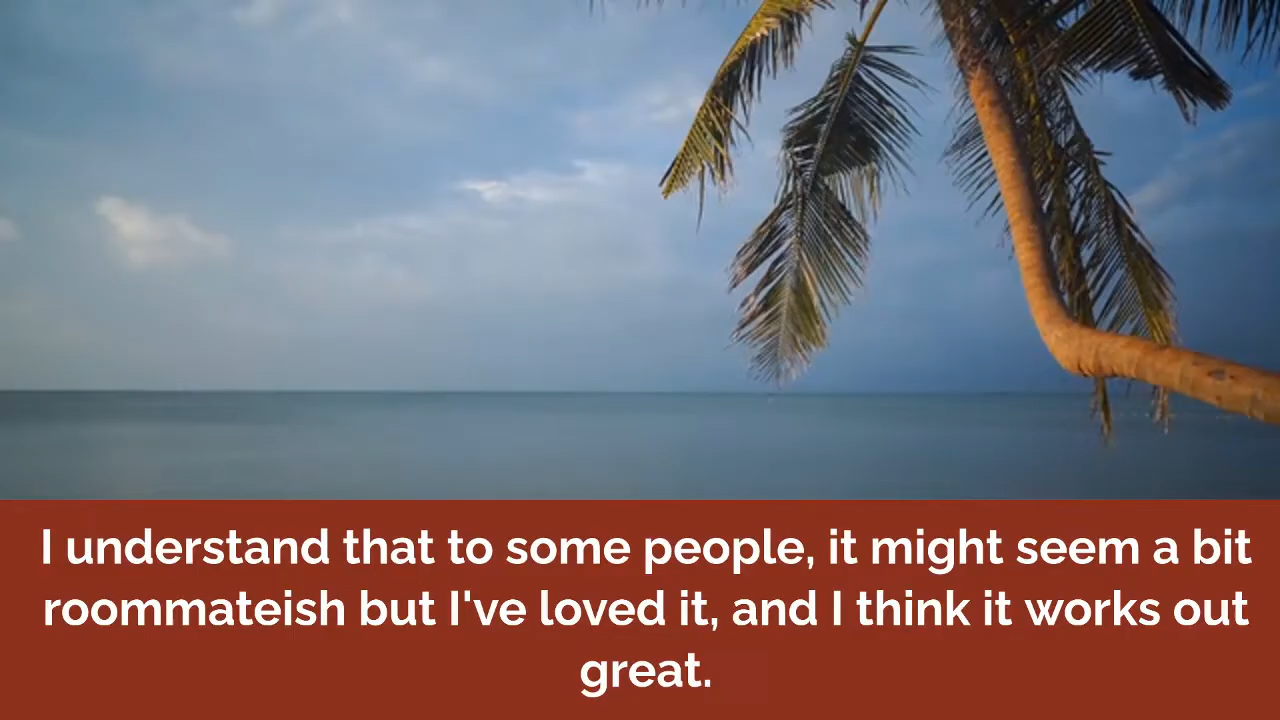 I understand that to some people, it might seem a bit
roommateish but I've loved it, and I think it works out
great.